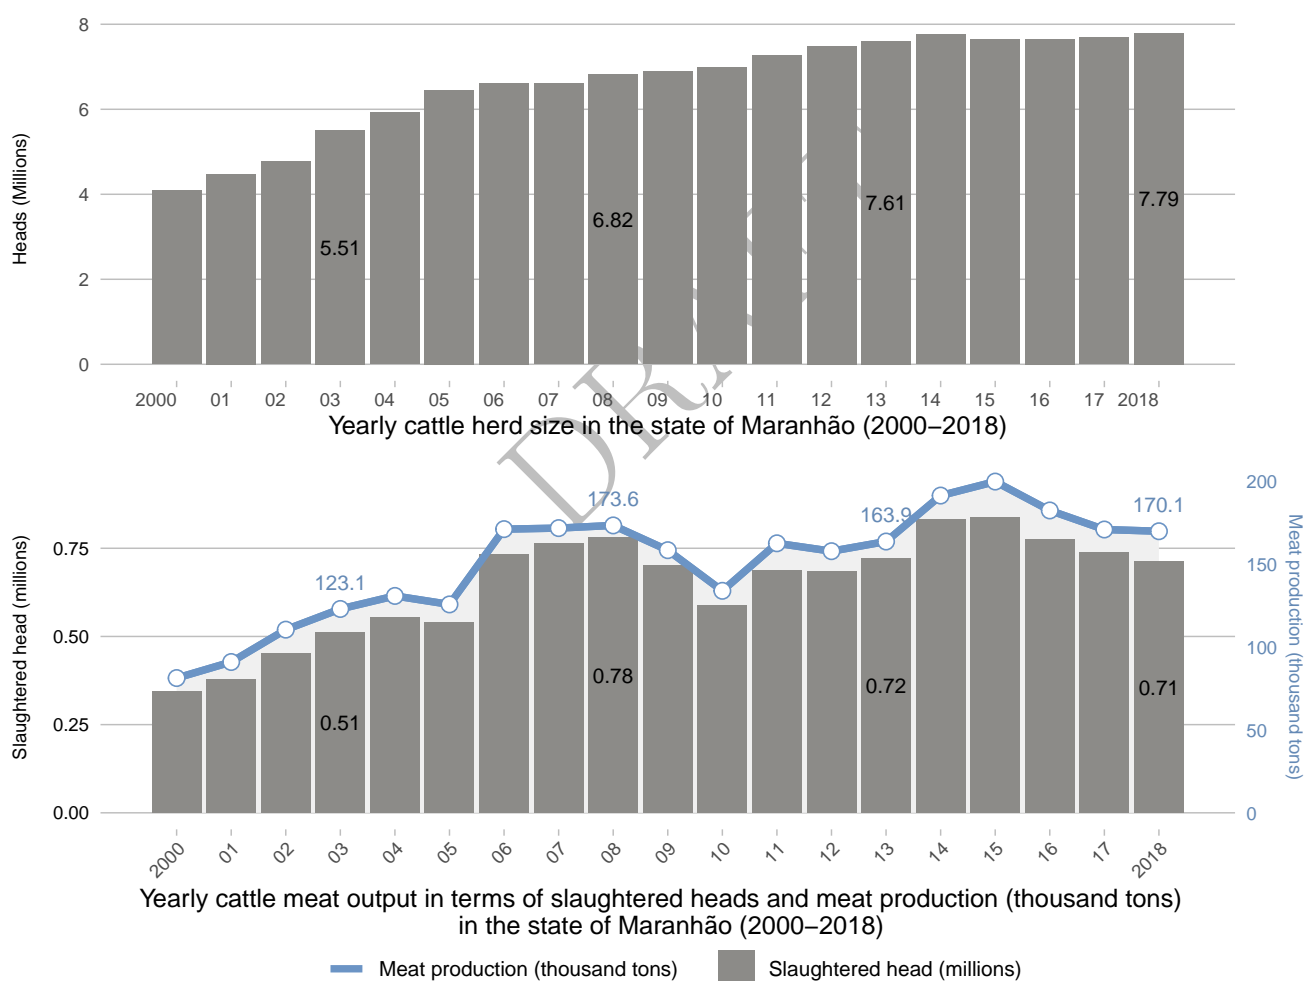 8
6
4
2
0
Heads (Millions)
5.51
6.82
7.61
7.79
2000 01 02 03 04 05 06 07 08 09 10 11 12 13 14 15 16 17 2018
Yearly cattle herd size in the state of Maranhão (2000–2018)
DRAFT
Slaughtered head (millions)
0.75
0.50
0.25
0.00
123.1
173.6
163.9
170.1
0.51
0.78
0.72
0.71
200
150
100
50
0
Meat production (thousand tons)
2000 01 02 03 04 05 06 07 08 09 10 11 12 13 14 15 16 17 2018
Yearly cattle meat output in terms of slaughtered heads and meat production (thousand tons)
in the state of Maranhão (2000–2018)
Meat production (thousand tons) Slaughtered head (millions)